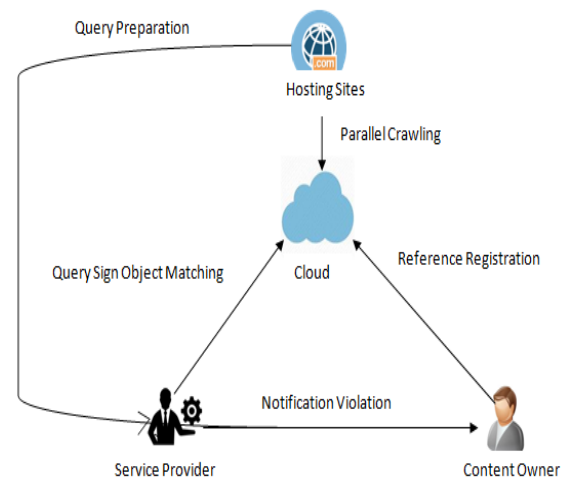 Query Preparation
.com
Hosting Sites
Parallel Crawling
Query Sign Object Matching
Cloud
Reference Registration
Notification Violation
Service Provider
Content Owner